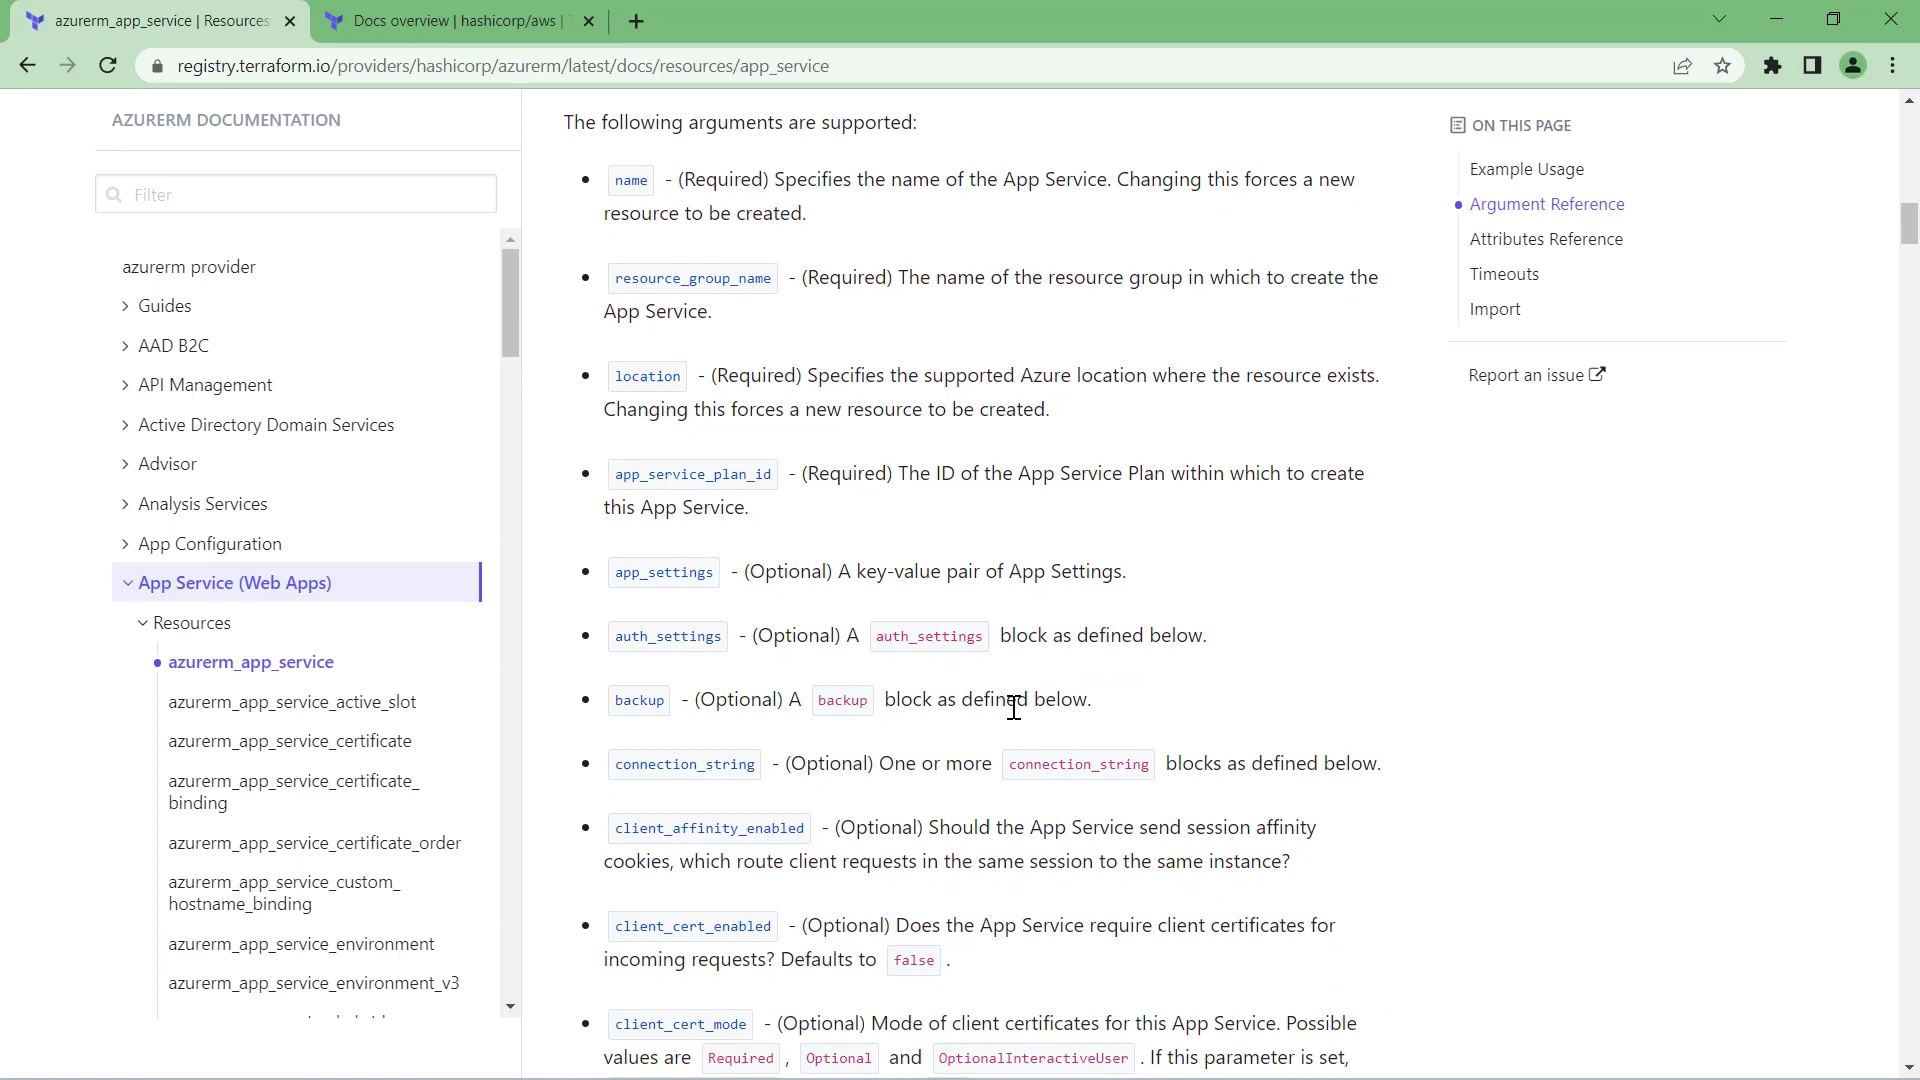 azurerm_app_service | Resources
Docs overview | hashicorp/aws |
registry.terraform.io/providers/hashicorp/azurerm/latest/docs/resources/app_service
AZURERM DOCUMENTATION
Filter
azurerm provider
Guides
AAD B2C
API Management
Active Directory Domain Services
Advisor
Analysis Services
App Configuration
App Service (Web Apps)
Resources
azurerm_app_service
azurerm_app_service_active_slot
azurerm_app_service_certificate
azurerm_app_service_certificate_
binding
azurerm_app_service_certificate_order
azurerm_app_service_custom_
hostname_binding
azurerm_app_service_environment
azurerm_app_service_environment_v3
The following arguments are supported:
name - (Required) Specifies the name of the App Service. Changing this forces a new
resource to be created.
resource_group_name - (Required) The name of the resource group in which to create the
App Service.
location - (Required) Specifies the supported Azure location where the resource exists.
Changing this forces a new resource to be created.
app_service_plan_id - (Required) The ID of the App Service Plan within which to create
this App Service.
app_settings - (Optional) A key-value pair of App Settings.
auth_settings - (Optional) A auth_settings block as defined below.
backup - (Optional) A backup block as defined below.
connection_string - (Optional) One or more connection_string blocks as defined below.
client_affinity_enabled - (Optional) Should the App Service send session affinity
cookies, which route client requests in the same session to the same instance?
client_cert_enabled - (Optional) Does the App Service require client certificates for
incoming requests? Defaults to false .
client_cert_mode - (Optional) Mode of client certificates for this App Service. Possible
values are Required , Optional and OptionalInteractiveUser . If this parameter is set,
ON THIS PAGE
Example Usage
Argument Reference
Attributes Reference
Timeouts
Import
Report an issue